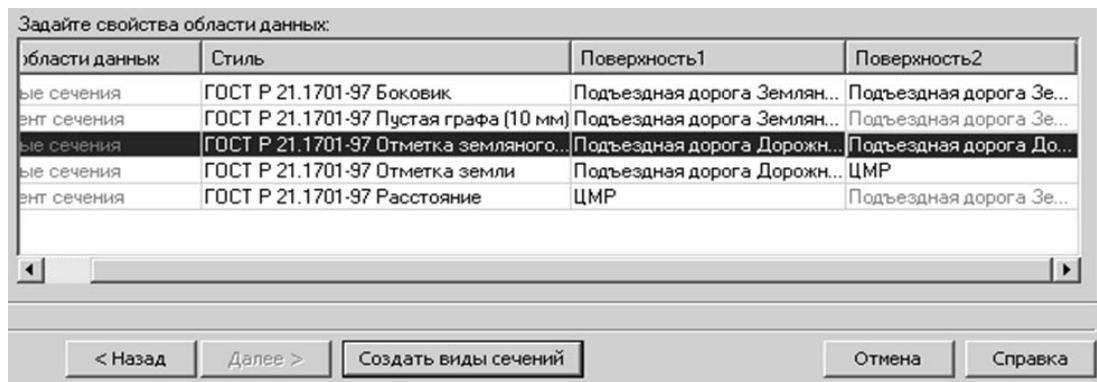 Задайте свойства области данных:
области данных Стиль Поверхность1 Поверхность2
ые сечения ГОСТ Р 21.1701-97 Боковик Подъездная дорога Землян... Подъездная дорога Зе...
ент сечения ГОСТ Р 21.1701-97 Пустая графа (10 мм) Подъездная дорога Землян... Подъездная дорога Зе...
ые сечения ГОСТ Р 21.1701-97 Отметка земляного... Подъездная дорога Дорожн... Подъездная дорога До...
ые сечения ГОСТ Р 21.1701-97 Отметка земли Подъездная дорога Дорожн... ЦМР
ент сечения ГОСТ Р 21.1701-97 Расстояние ЦМР Подъездная дорога Зе...
< Назад Далее > Создать виды сечений Отмена Справка